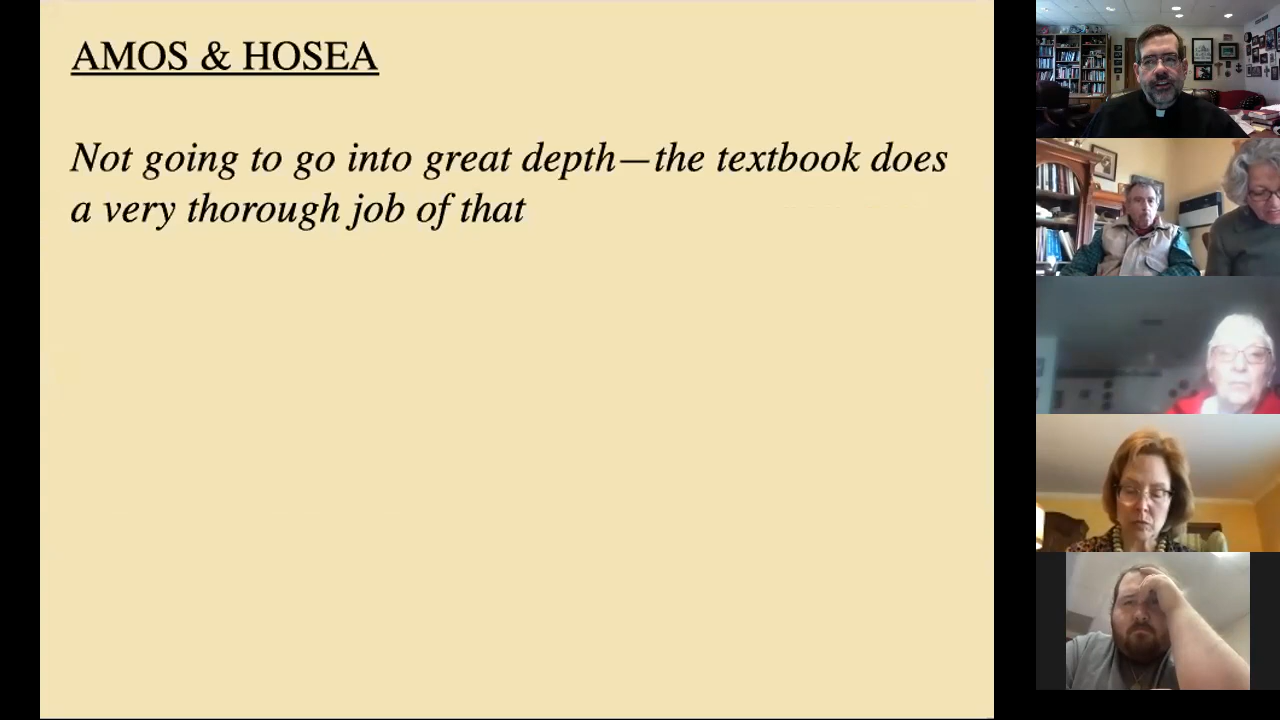 AMOS & HOSEA
Not going to go into great depth—the textbook does
a very thorough job of that